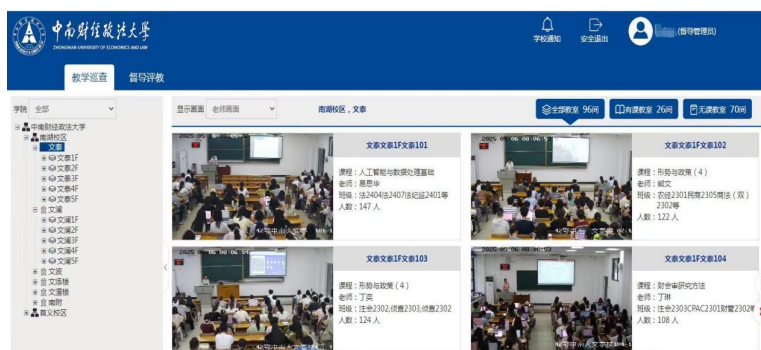 中南财经政法大学
ZHONGNAN UNIVERSITY OF ECONOMICS AND LAW
学校通知
安全退出
(督导管理员)
教学巡查
督导评教
学院 全部
显示画面 老师画面
南湖校区,文泰
全部教室 96间
有课教室 26间
无课教室 70间
中南财经政法大学
南湖校区
文泰
文泰1F
文泰2F
文泰3F
文泰4F
文泰5F
文澜
文澜1F
文澜2F
文澜3F
文澜4F
文澜5F
文波
文添楼
文濦楼
南附
首义校区
文泰文泰1F文泰101
课程:人工智能与数据处理基础
老师:易思华
班级:法2404法2407法纪监2401等
人数:147 人
文泰文泰1F文泰102
课程:形势与政策(4)
老师:郧文
班级:农经2301民商2305商法(双)
2302等
人数:122 人
文泰文泰1F文泰103
课程:形势与政策(4)
老师:丁奕
班级:注会2302,侦查2303,侦查2302
人数:124 人
文泰文泰1F文泰104
课程:财会审研究方法
老师:丁琳
班级:注会2303CPAC2301财管2302等
人数:108 人